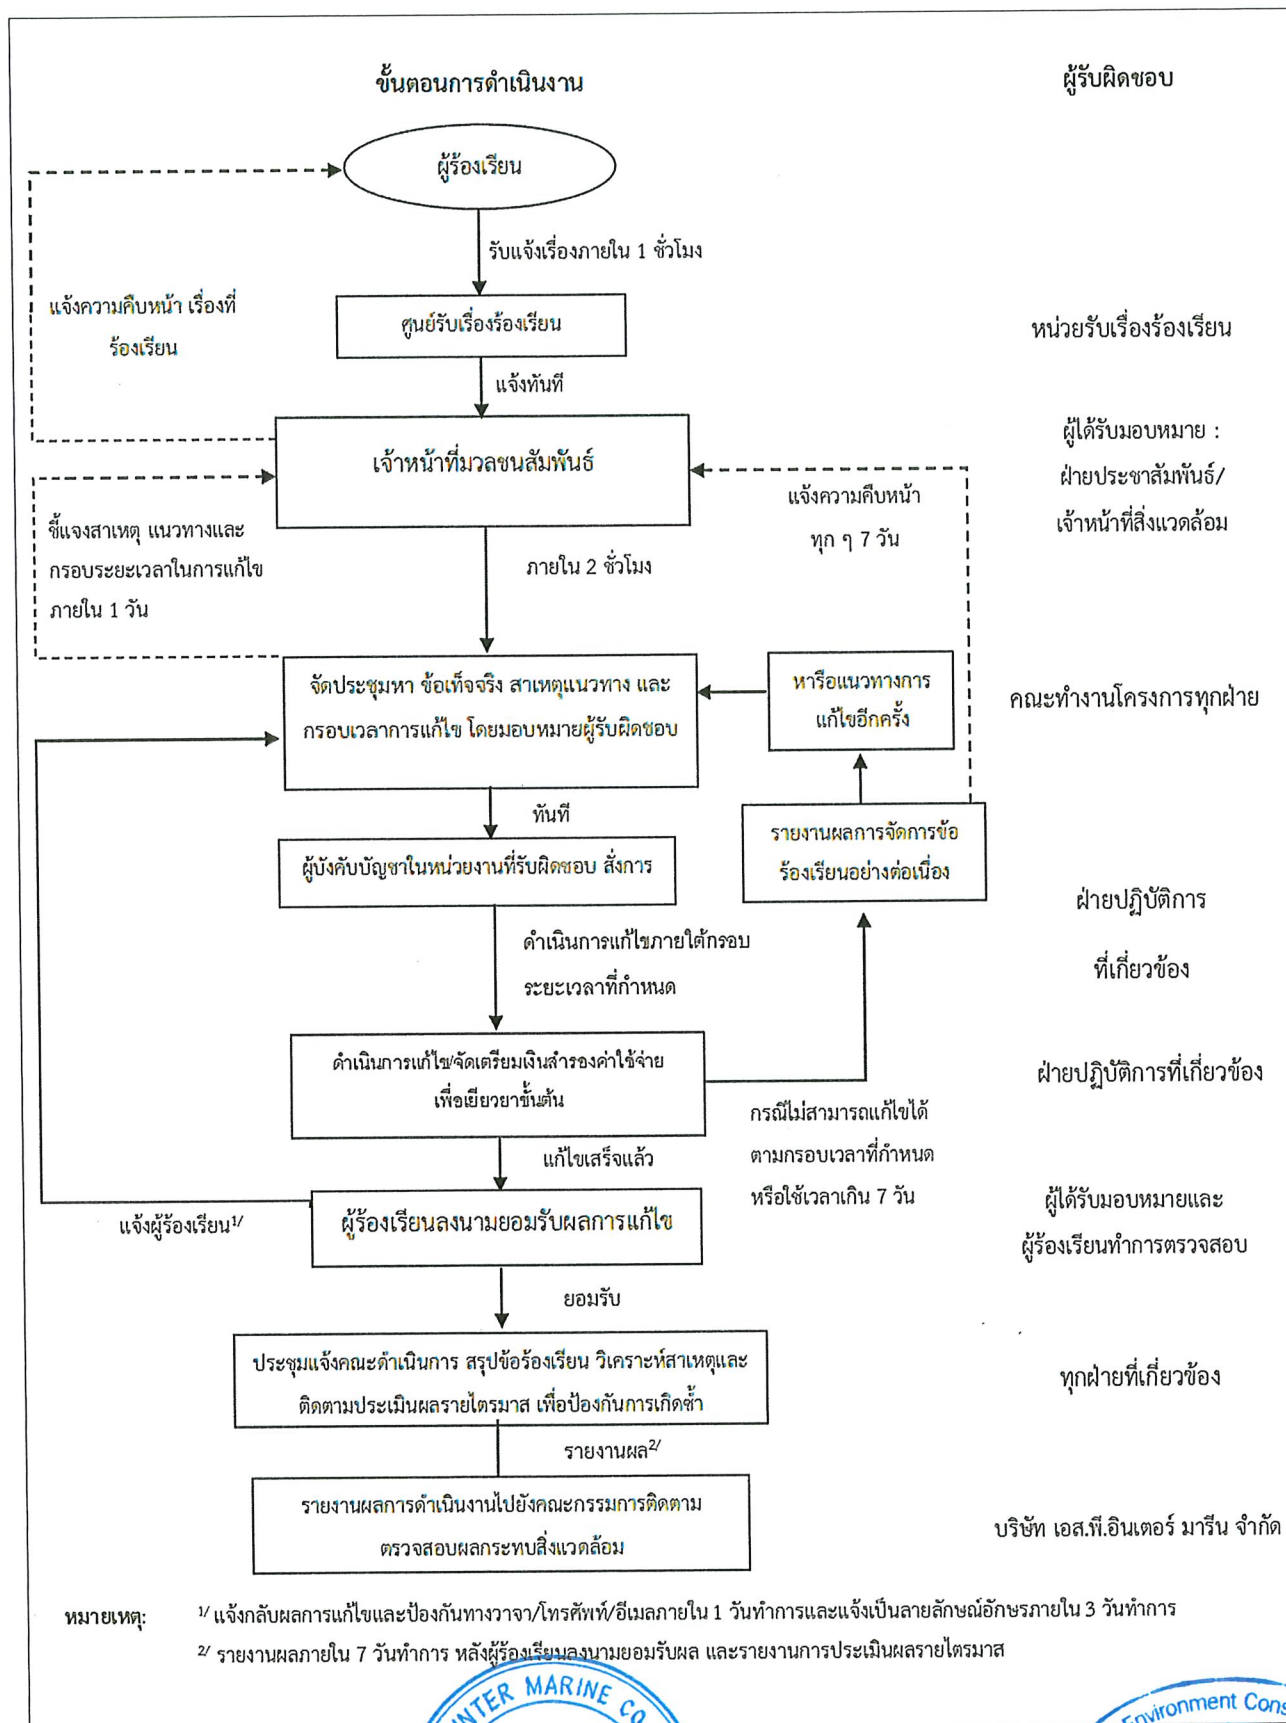 ขั้นตอนการดำเนินงาน
ผู้รับผิดชอบ
ผู้ร้องเรียน
รับแจ้งเรื่องภายใน 1 ชั่วโมง
แจ้งความคืบหน้า เรื่องที่
ร้องเรียน
ศูนย์รับเรื่องร้องเรียน
หน่วยรับเรื่องร้องเรียน
แจ้งทันที
เจ้าหน้าที่มวลชนสัมพันธ์
ผู้ได้รับมอบหมาย :
ฝ่ายประชาสัมพันธ์/
เจ้าหน้าที่สิ่งแวดล้อม
แจ้งความคืบหน้า
ทุก ๆ 7 วัน
ชี้แจงสาเหตุ แนวทางและ
กรอบระยะเวลาในการแก้ไข
ภายใน 1 วัน
ภายใน 2 ชั่วโมง
จัดประชุมหา ข้อเท็จจริง สาเหตุแนวทาง และ
กรอบเวลาการแก้ไข โดยมอบหมายผู้รับผิดชอบ
หารือแนวทางการ
แก้ไขอีกครั้ง
คณะทำงานโครงการทุกฝ่าย
ทันที
ผู้บังคับบัญชาในหน่วยงานที่รับผิดชอบ สั่งการ
รายงานผลการจัดการข้อ
ร้องเรียนอย่างต่อเนื่อง
ฝ่ายปฏิบัติการ
ที่เกี่ยวข้อง
ดำเนินการแก้ไขภายใต้กรอบ
ระยะเวลาที่กำหนด
ดำเนินการแก้ไข/จัดเตรียมเงินสำรองค่าใช้จ่าย
เพื่อเยียวยาขั้นต้น
ฝ่ายปฏิบัติการที่เกี่ยวข้อง
กรณีไม่สามารถแก้ไขได้
ตามกรอบเวลาที่กำหนด
หรือใช้เวลาเกิน 7 วัน
แก้ไขเสร็จแล้ว
แจ้งผู้ร้องเรียน1/
ผู้ร้องเรียนลงนามยอมรับผลการแก้ไข
ผู้ได้รับมอบหมายและ
ผู้ร้องเรียนทำการตรวจสอบ
ยอมรับ
ประชุมแจ้งคณะดำเนินการ สรุปข้อร้องเรียน วิเคราะห์สาเหตุและ
ติดตามประเมินผลรายไตรมาส เพื่อป้องกันการเกิดซ้ำ
ทุกฝ่ายที่เกี่ยวข้อง
รายงานผล2/
รายงานผลการดำเนินงานไปยังคณะกรรมการติดตาม
ตรวจสอบผลกระทบสิ่งแวดล้อม
บริษัท เอส.พี.อินเตอร์ มารีน จำกัด
หมายเหตุ: 1/ แจ้งกลับผลการแก้ไขและป้องกันทางวาจา/โทรศัพท์/อีเมลภายใน 1 วันทำการและแจ้งเป็นลายลักษณ์อักษรภายใน 3 วันทำการ
2/ รายงานผลภายใน 7 วันทำการ หลังผู้ร้องเรียนลงนามยอมรับผล และรายงานการประเมินผลรายไตรมาส
INTER MARINE CO
Environment Cons